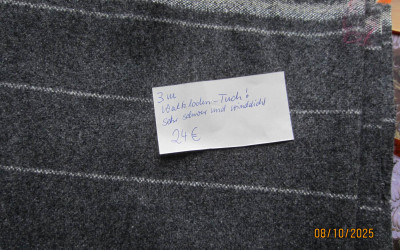 3 m
Walkloden-Tuch!
sehr schwer und winddicht
24 €
08/10/2025